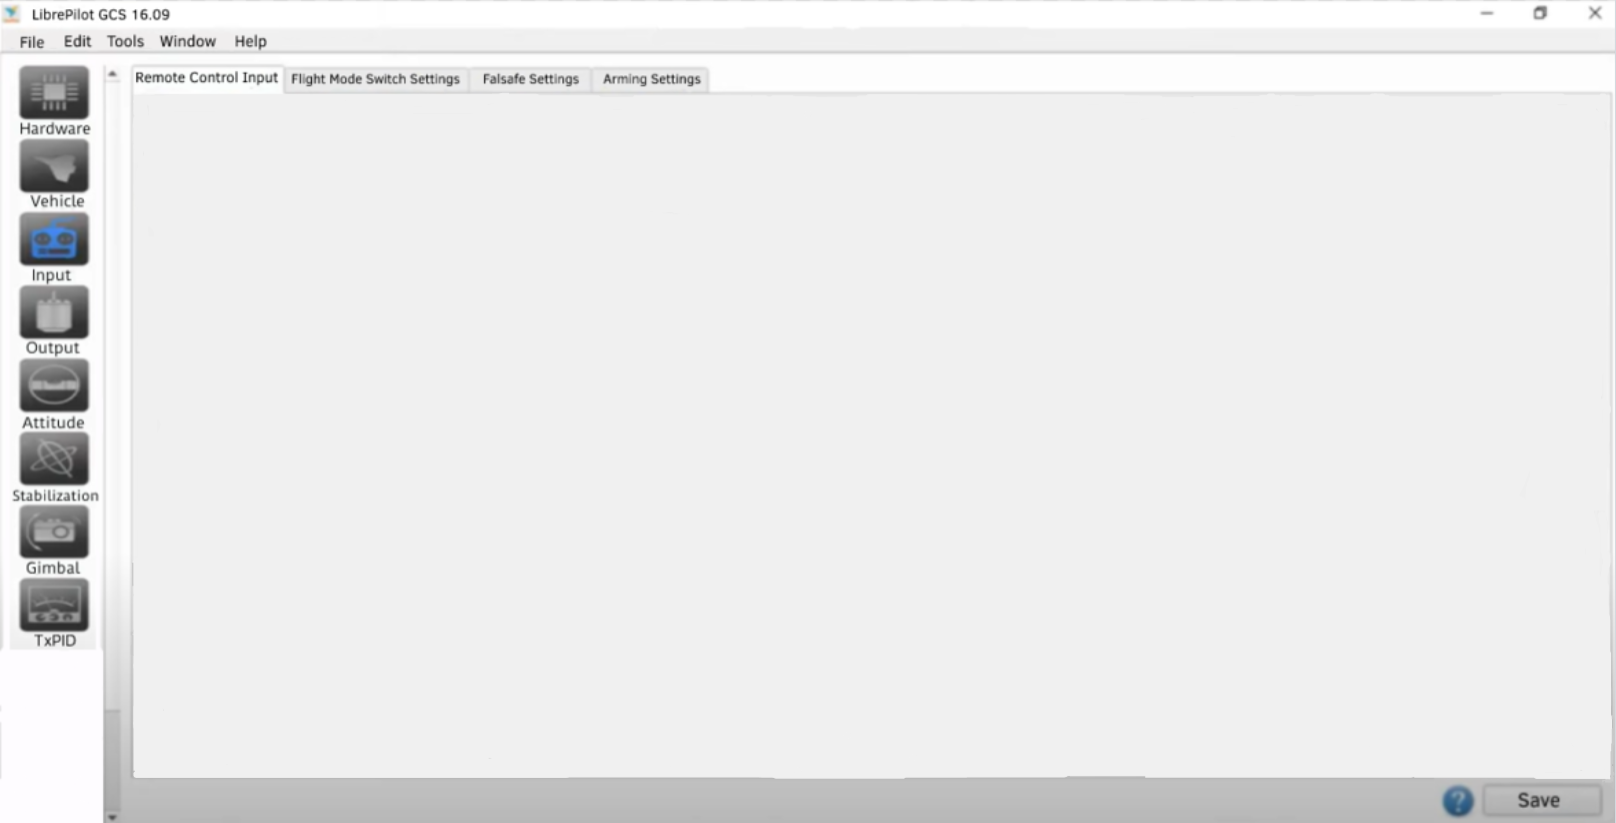 LibrePilot GCS 16.09
File Edit Tools Window Help
Remote Control Input Flight Mode Switch Settings Falsafe Settings Arming Settings
Hardware
Vehicle
Input
Output
Attitude
Stabilization
Gimbal
TxPID
? Save